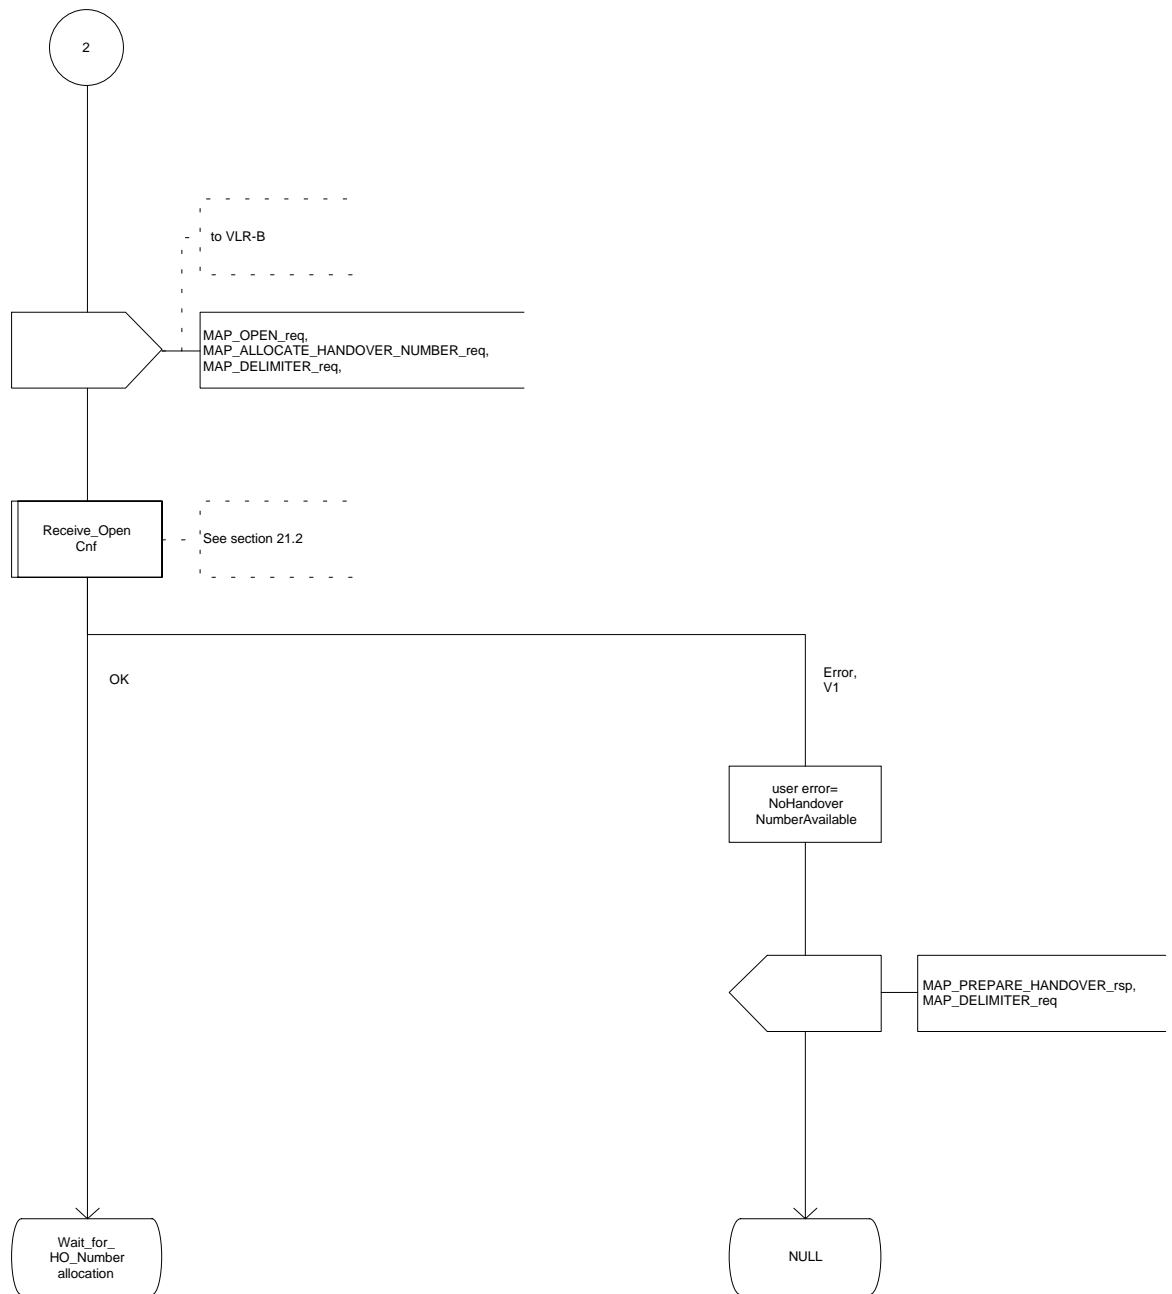 2
to VLR-B
MAP_OPEN_req,
MAP_ALLOCATE_HANDOVER_NUMBER_req,
MAP_DELIMITER_req,
Receive_Open
Cnf
See section 21.2
OK
Error,
V1
user error=
NoHandover
NumberAvailable
MAP_PREPARE_HANDOVER_rsp,
MAP_DELIMITER_req
Wait_for_
HO_Number
allocation
NULL